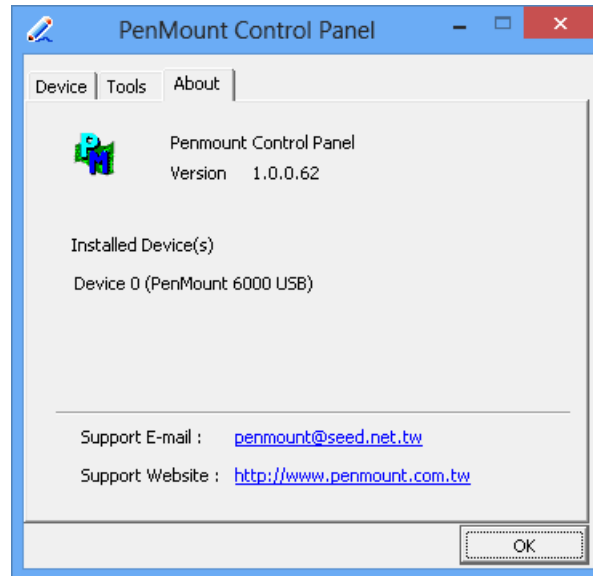 PenMount Control Panel
Device Tools About
PM
Penmount Control Panel
Version 1.0.0.62
Installed Device(s)
Device 0 (PenMount 6000 USB)
Support E-mail : penmount@seed.net.tw
Support Website : http://www.penmount.com.tw
OK